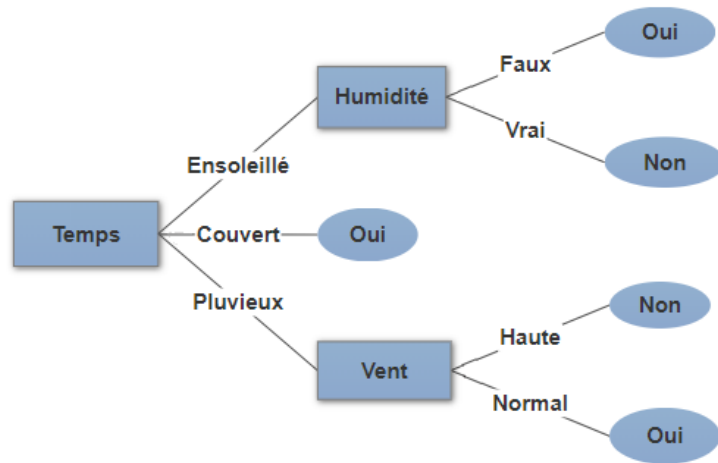 Oui
Faux
Humidité
Vrai
Non
Ensoleillé
Temps
Couvert
Oui
Pluvieux
Non
Haute
Vent
Normal
Oui